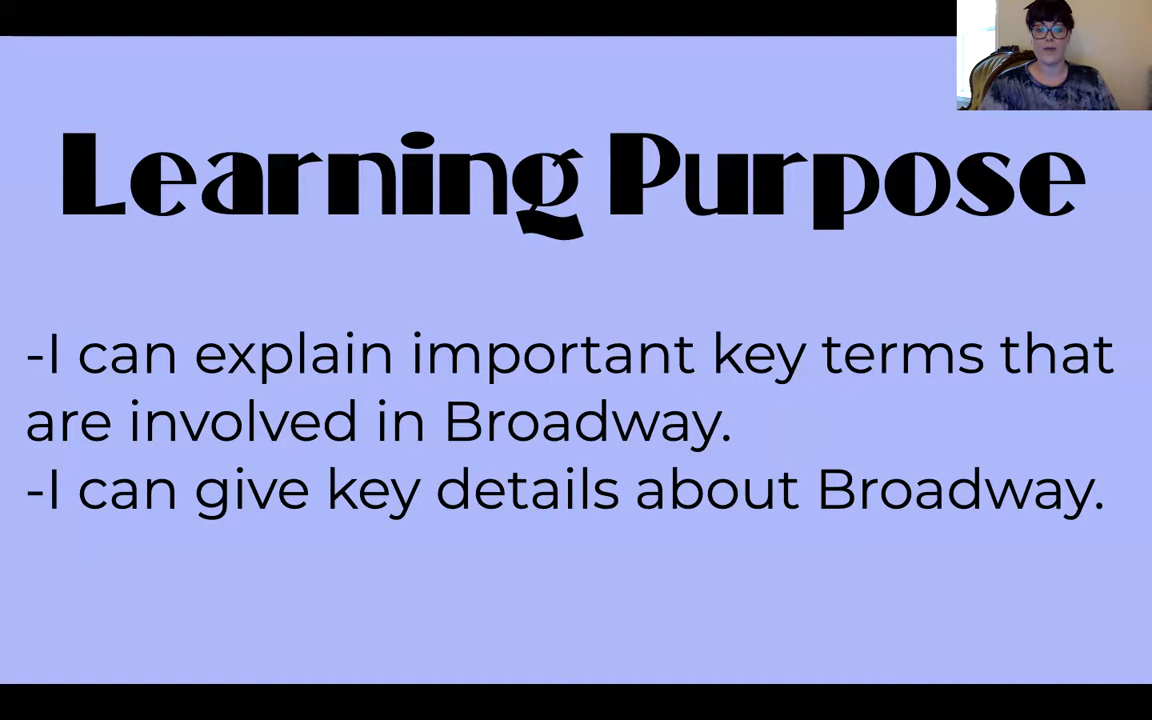 Learning Purpose
-I can explain important key terms that
are involved in Broadway.
-I can give key details about Broadway.